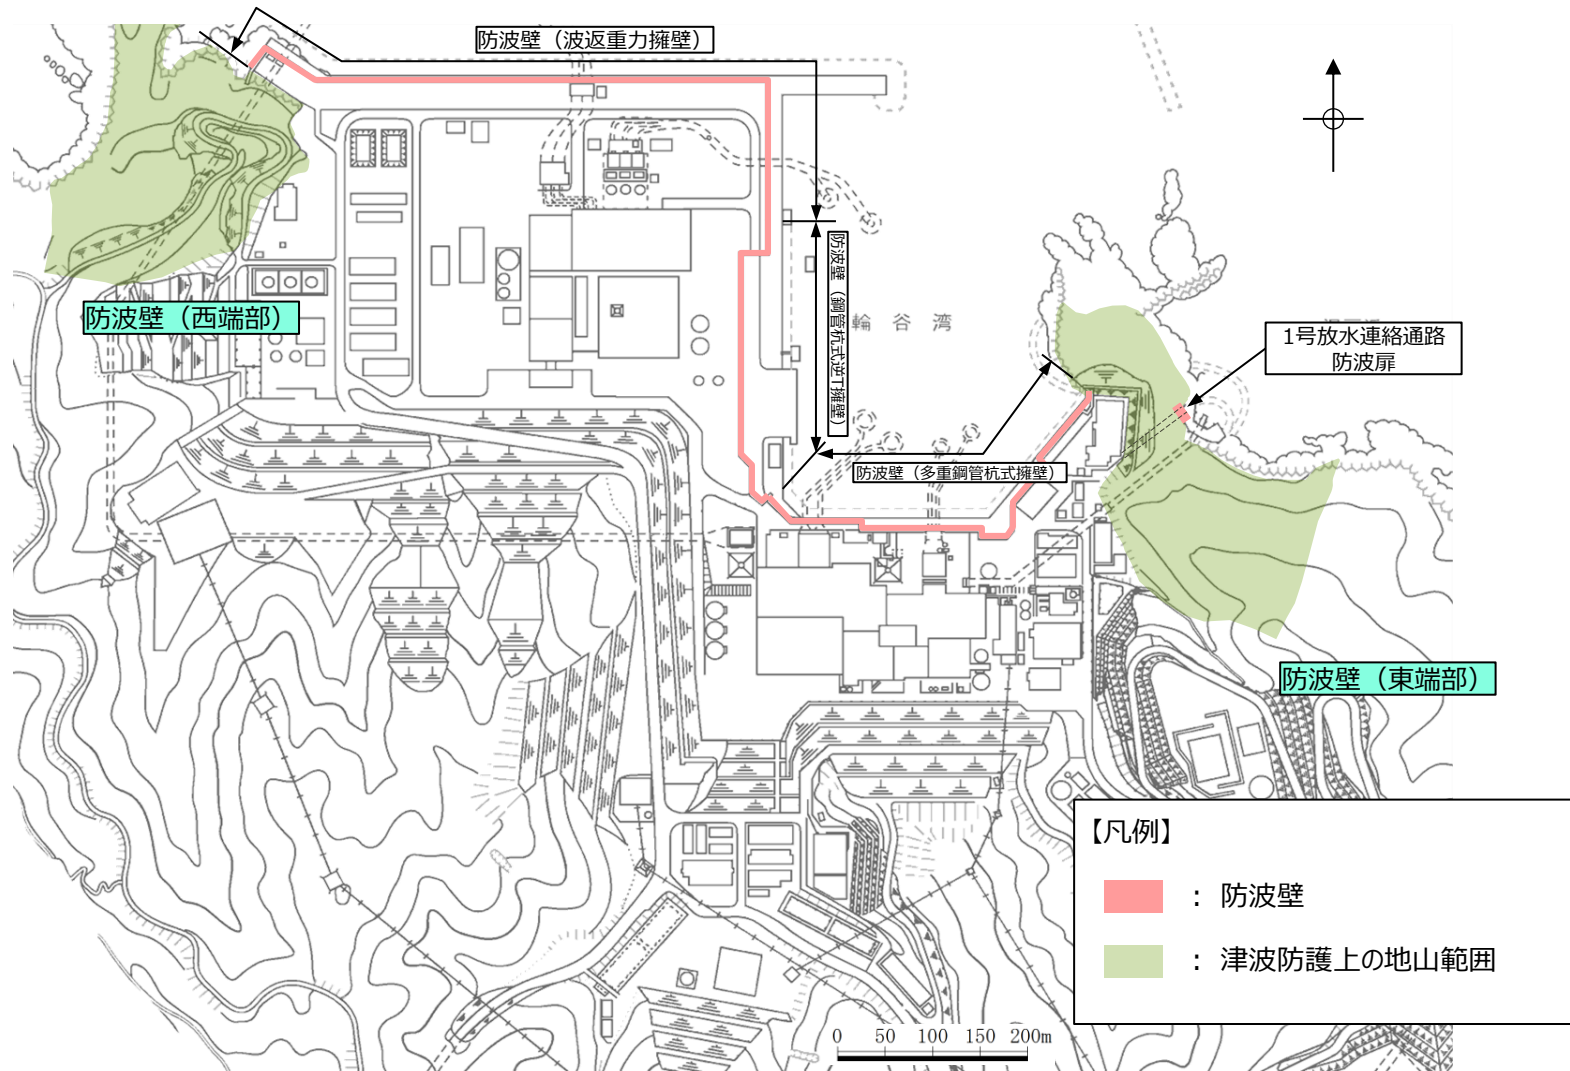 防波壁（波返重力擁壁）
防波壁（西端部）
防波壁（鋼管杭式逆T擁壁）
輪谷湾
1号放水連絡通路
防波扉
防波壁（多重鋼管杭式擁壁）
防波壁（東端部）
【凡例】
：防波壁
：津波防護上の地山範囲
0 50 100 150 200m